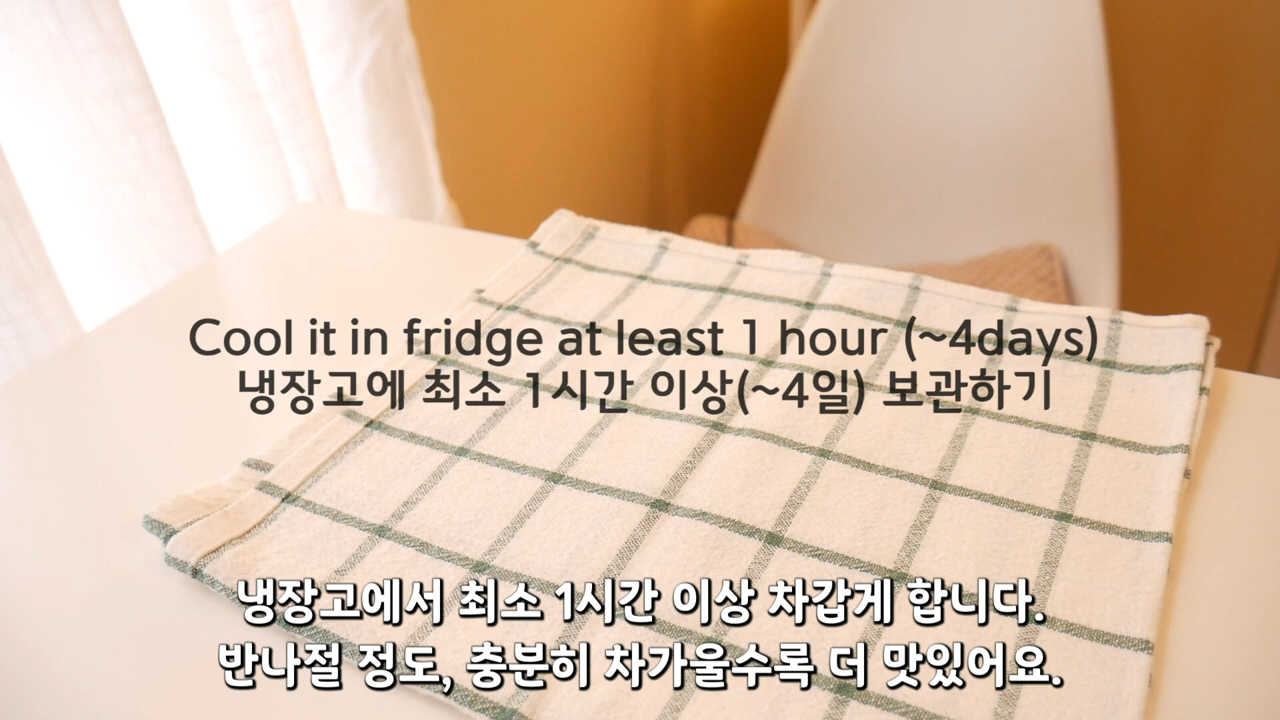 Cool it in fridge at least 1 hour (~4days)
냉장고에 최소 1시간 이상(~4일) 보관하기
냉장고에서 최소 1시간 이상 차갑게 합니다.
반나절 정도, 충분히 차가울수록 더 맛있어요.